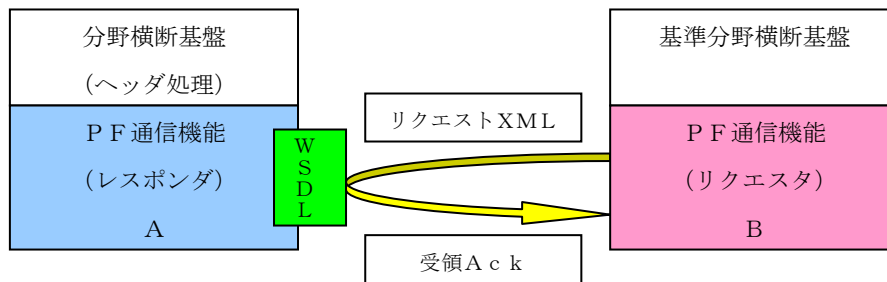 分野横断基盤
(ヘッダ処理)
PF通信機能
(レスポンダ)
A
WSDL
リクエストXML
受領Ack
基準分野横断基盤
PF通信機能
(リクエスタ)
B